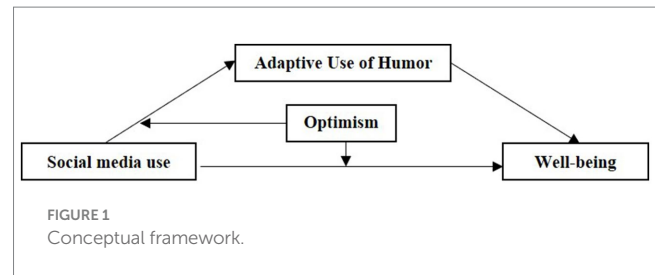 Adaptive Use of Humor
Optimism
Social media use
Well-being
FIGURE 1
Conceptual framework.